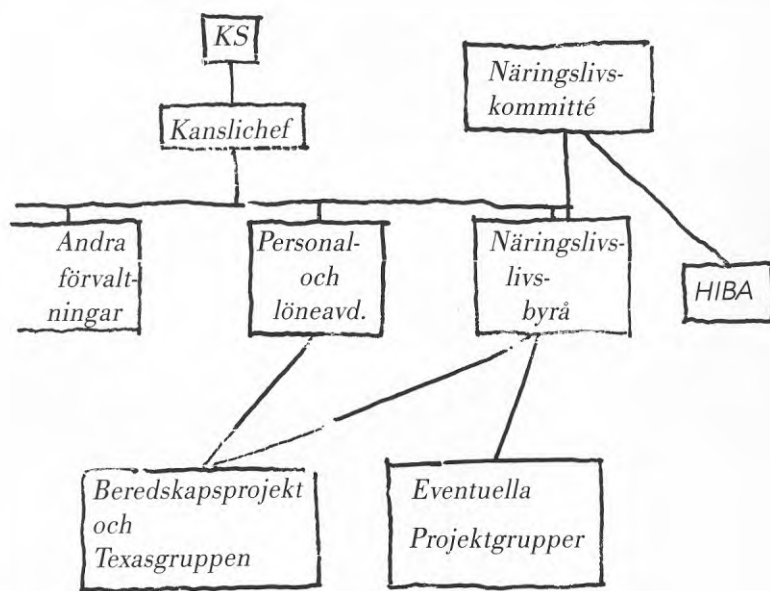 KS
Kanslichef
Näringslivs-
kommitté
Andra
förvalt-
ningar
Personal-
och
löneavd.
Näringslivs-
livs-
byrå
HIBA
Beredskapsprojekt
och
Texasgruppen
Eventuella
Projektgrupper